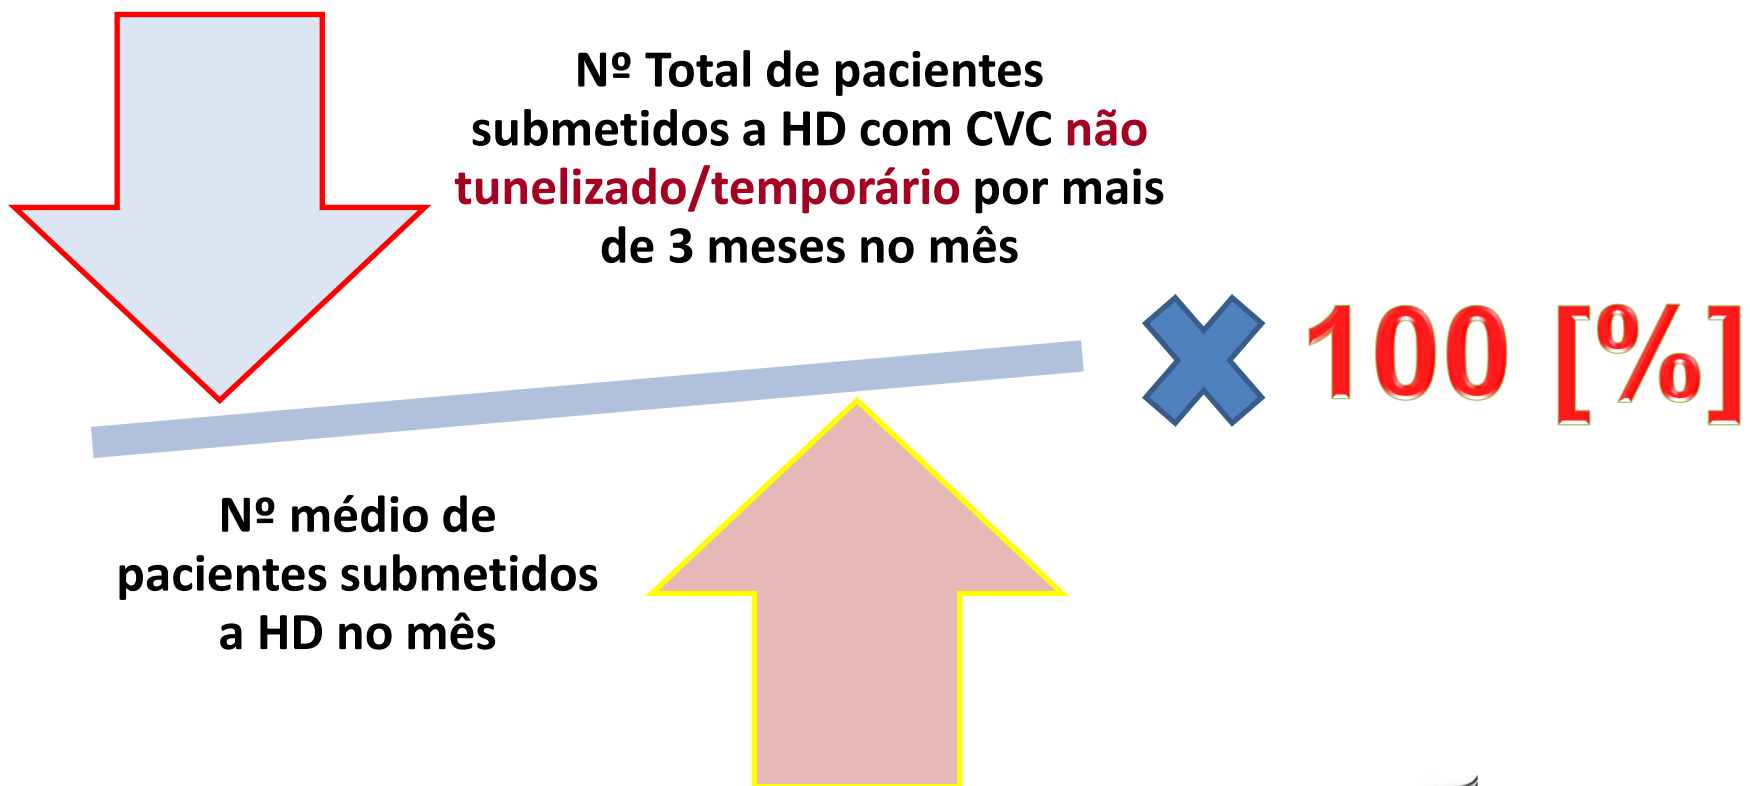 Nº Total de pacientes
submetidos a HD com CVC não
tunelizado/temporário por mais
de 3 meses no mês
100 [%]
Nº médio de
pacientes submetidos
a HD no mês